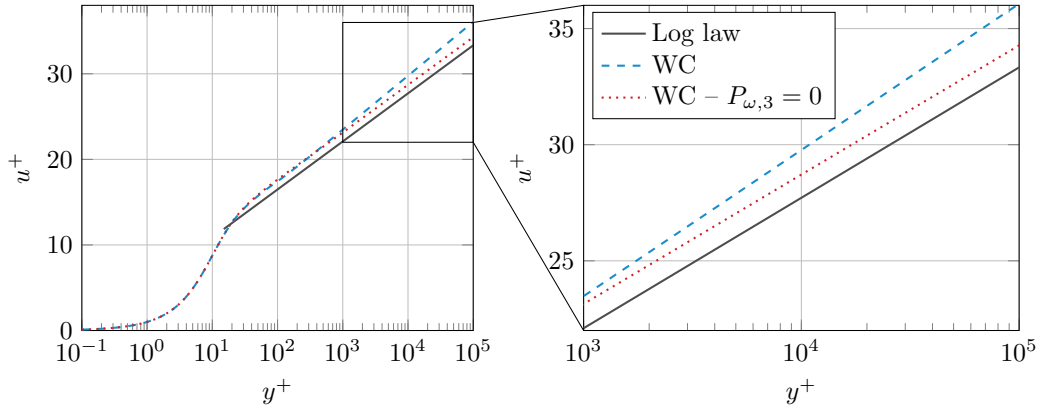 30
20
10
0
u⁺
10⁻¹ 10⁰ 10¹ 10² 10³ 10⁴ 10⁵
y⁺
35
30
25
u⁺
Log law
WC
WC – P_{ω,3} = 0
10³ 10⁴ 10⁵
y⁺